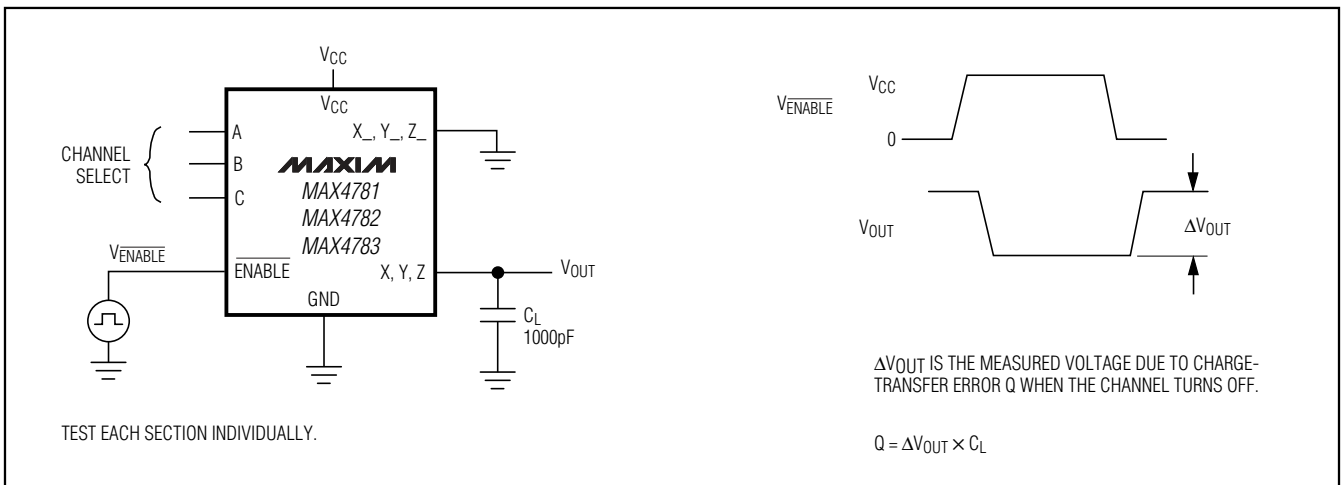 VCC
VCC
A
B
C
CHANNEL
SELECT
X_, Y_, Z_
MAXIM
MAX4781
MAX4782
MAX4783
VENABLE
ENABLE
X, Y, Z
VOUT
GND
CL
1000pF
TEST EACH SECTION INDIVIDUALLY.
VENABLE
VCC
0
VOUT
ΔVOUT
ΔVOUT IS THE MEASURED VOLTAGE DUE TO CHARGE-
TRANSFER ERROR Q WHEN THE CHANNEL TURNS OFF.
Q = ΔVOUT × CL